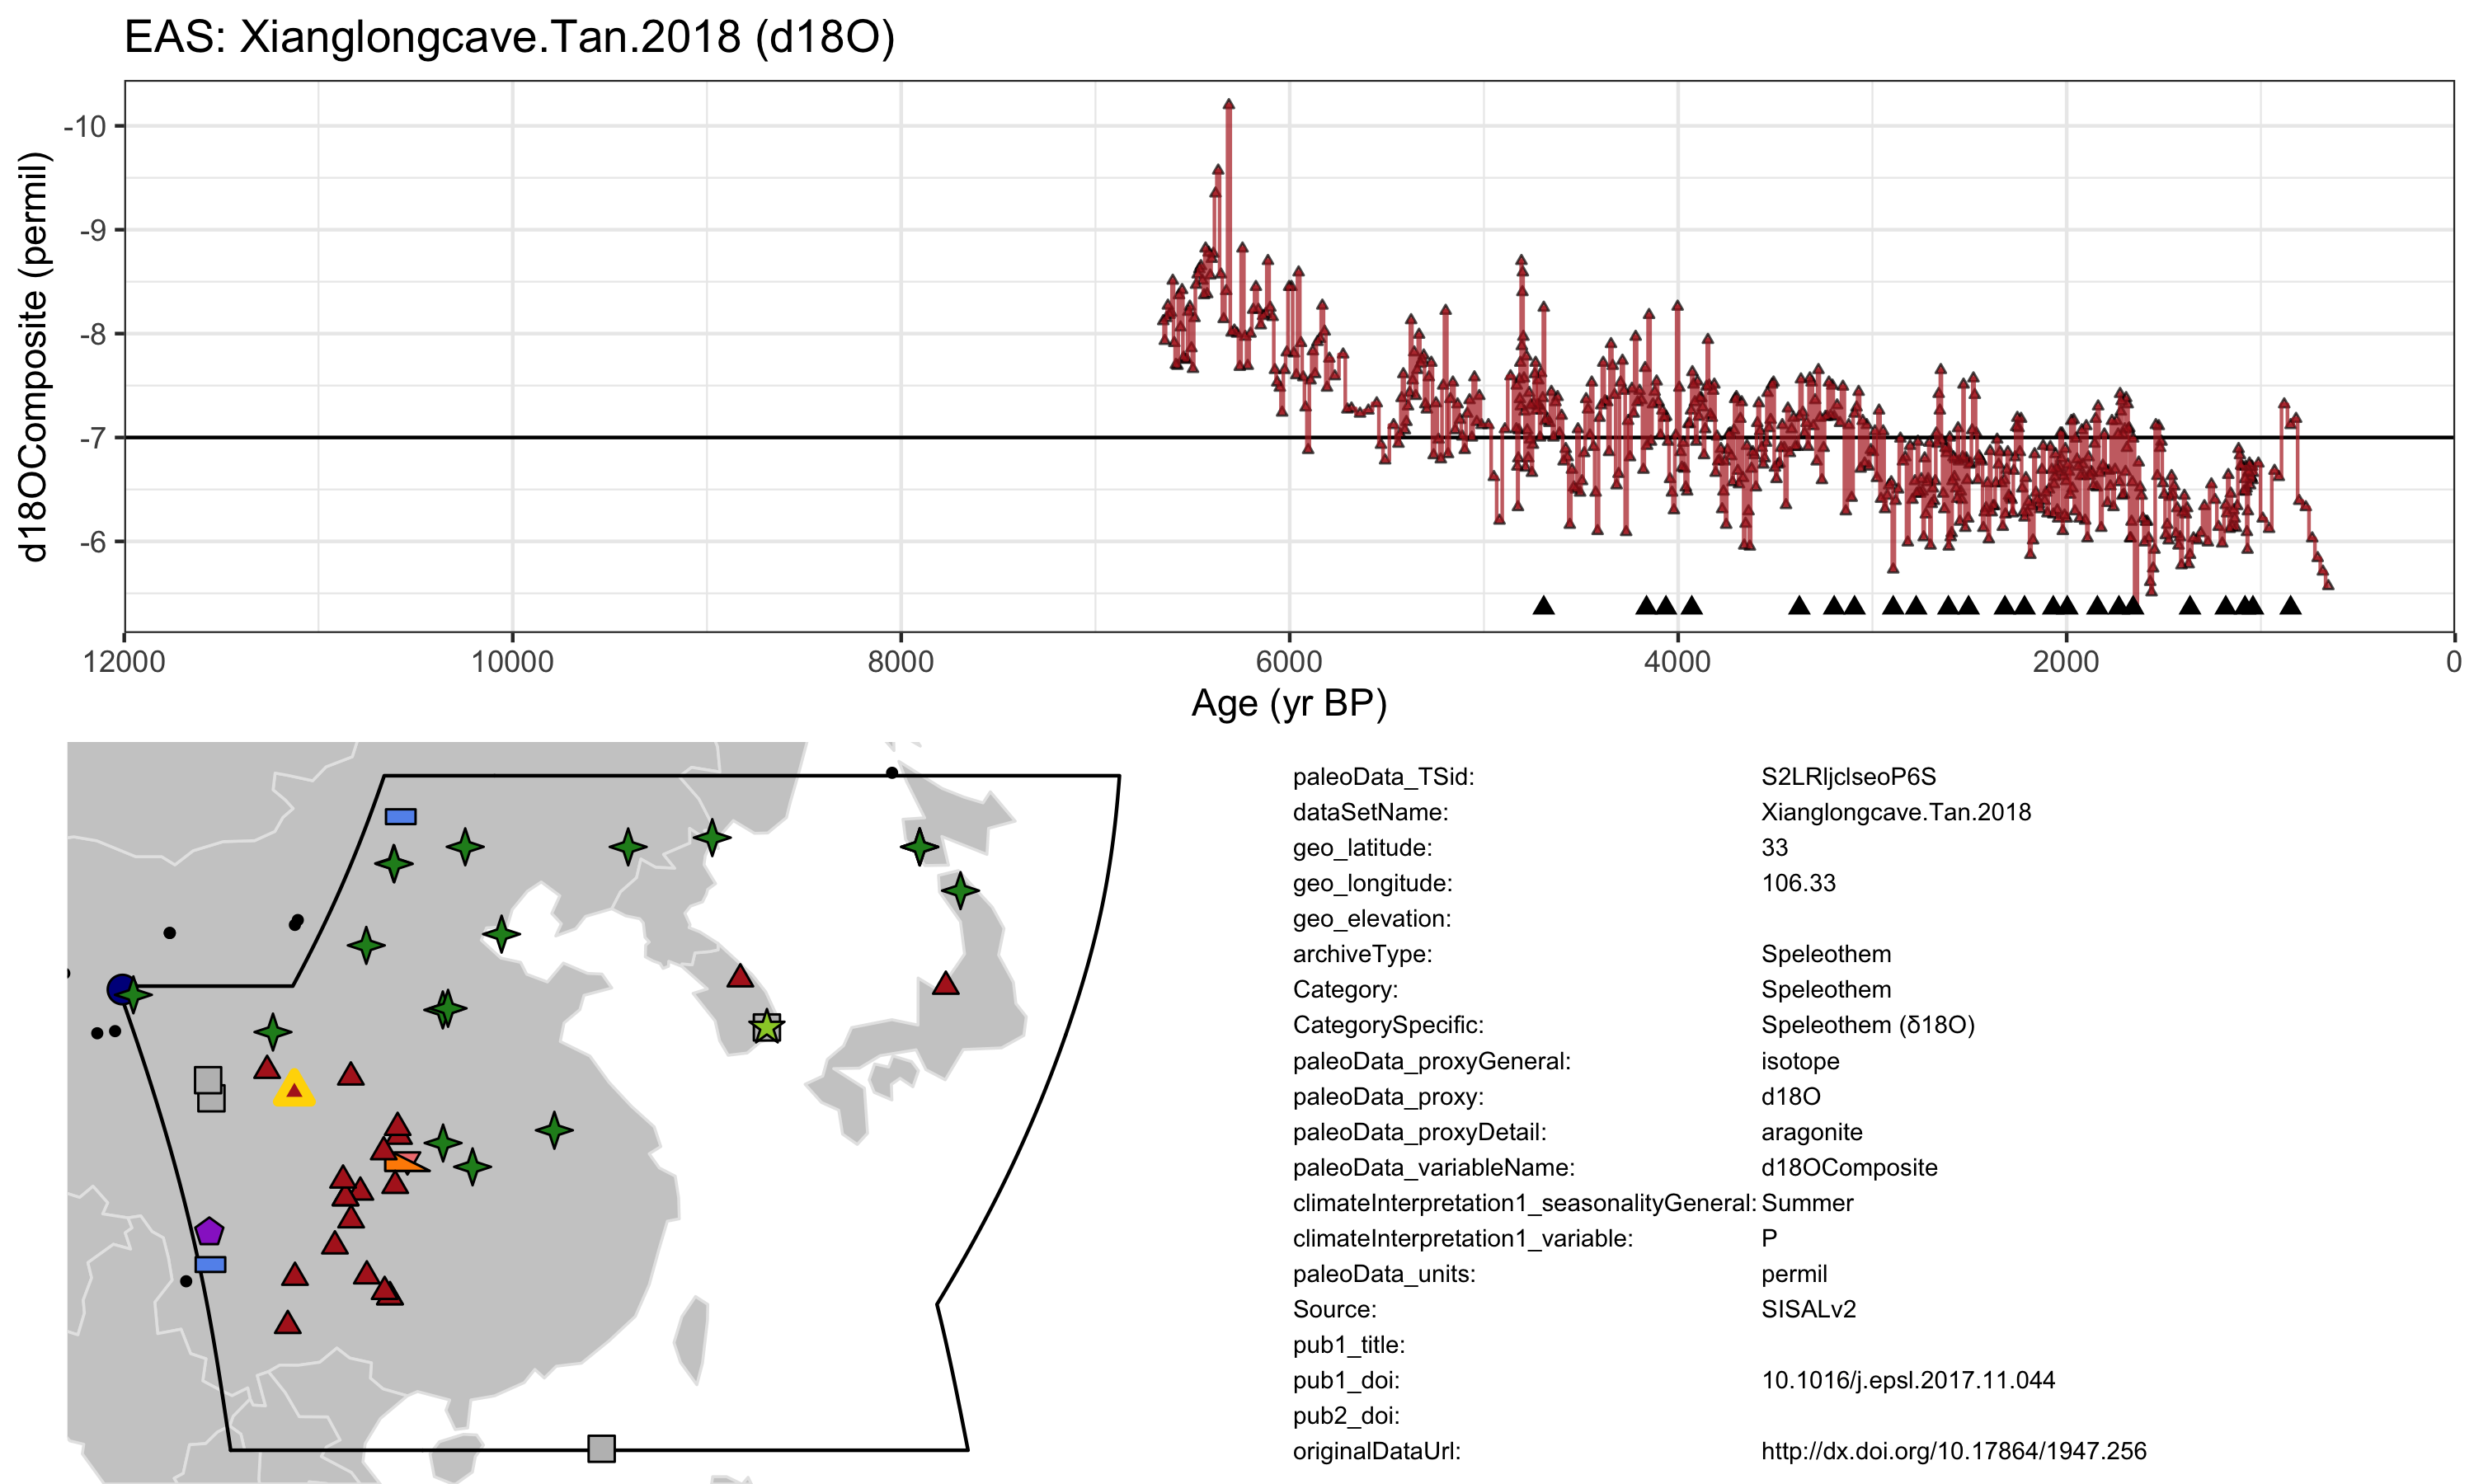 EAS: Xianglongcave.Tan.2018 (d18O)
d18OComposite (permil)
-10
-9
-8
-7
-6
12000 10000 8000 6000 4000 2000 0
Age (yr BP)
paleoData_TSid: S2LRIjclseoP6S
dataSetName: Xianglongcave.Tan.2018
geo_latitude: 33
geo_longitude: 106.33
geo_elevation:
archiveType: Speleothem
Category: Speleothem
CategorySpecific: Speleothem (δ18O)
paleoData_proxyGeneral: isotope
paleoData_proxy: d18O
paleoData_proxyDetail: aragonite
paleoData_variableName: d18OComposite
climateInterpretation1_seasonalityGeneral: Summer
climateInterpretation1_variable: P
paleoData_units: permil
Source: SISALv2
pub1_title:
pub1_doi: 10.1016/j.epsl.2017.11.044
pub2_doi:
originalDataUrl: http://dx.doi.org/10.17864/1947.256